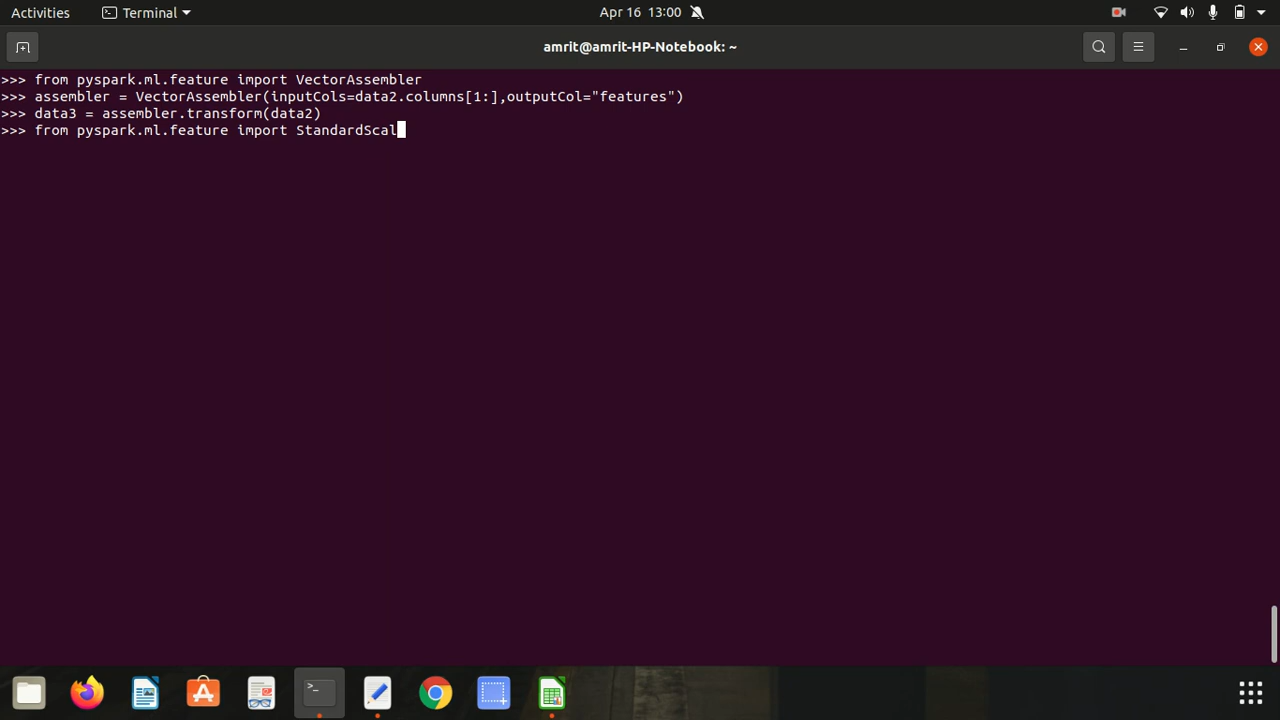 Activities
Terminal
Apr 16 13:00
amrit@amrit-HP-Notebook: ~
>>> from pyspark.ml.feature import VectorAssembler
>>> assembler = VectorAssembler(inputCols=data2.columns[1:],outputCol="features")
>>> data3 = assembler.transform(data2)
>>> from pyspark.ml.feature import StandardScal